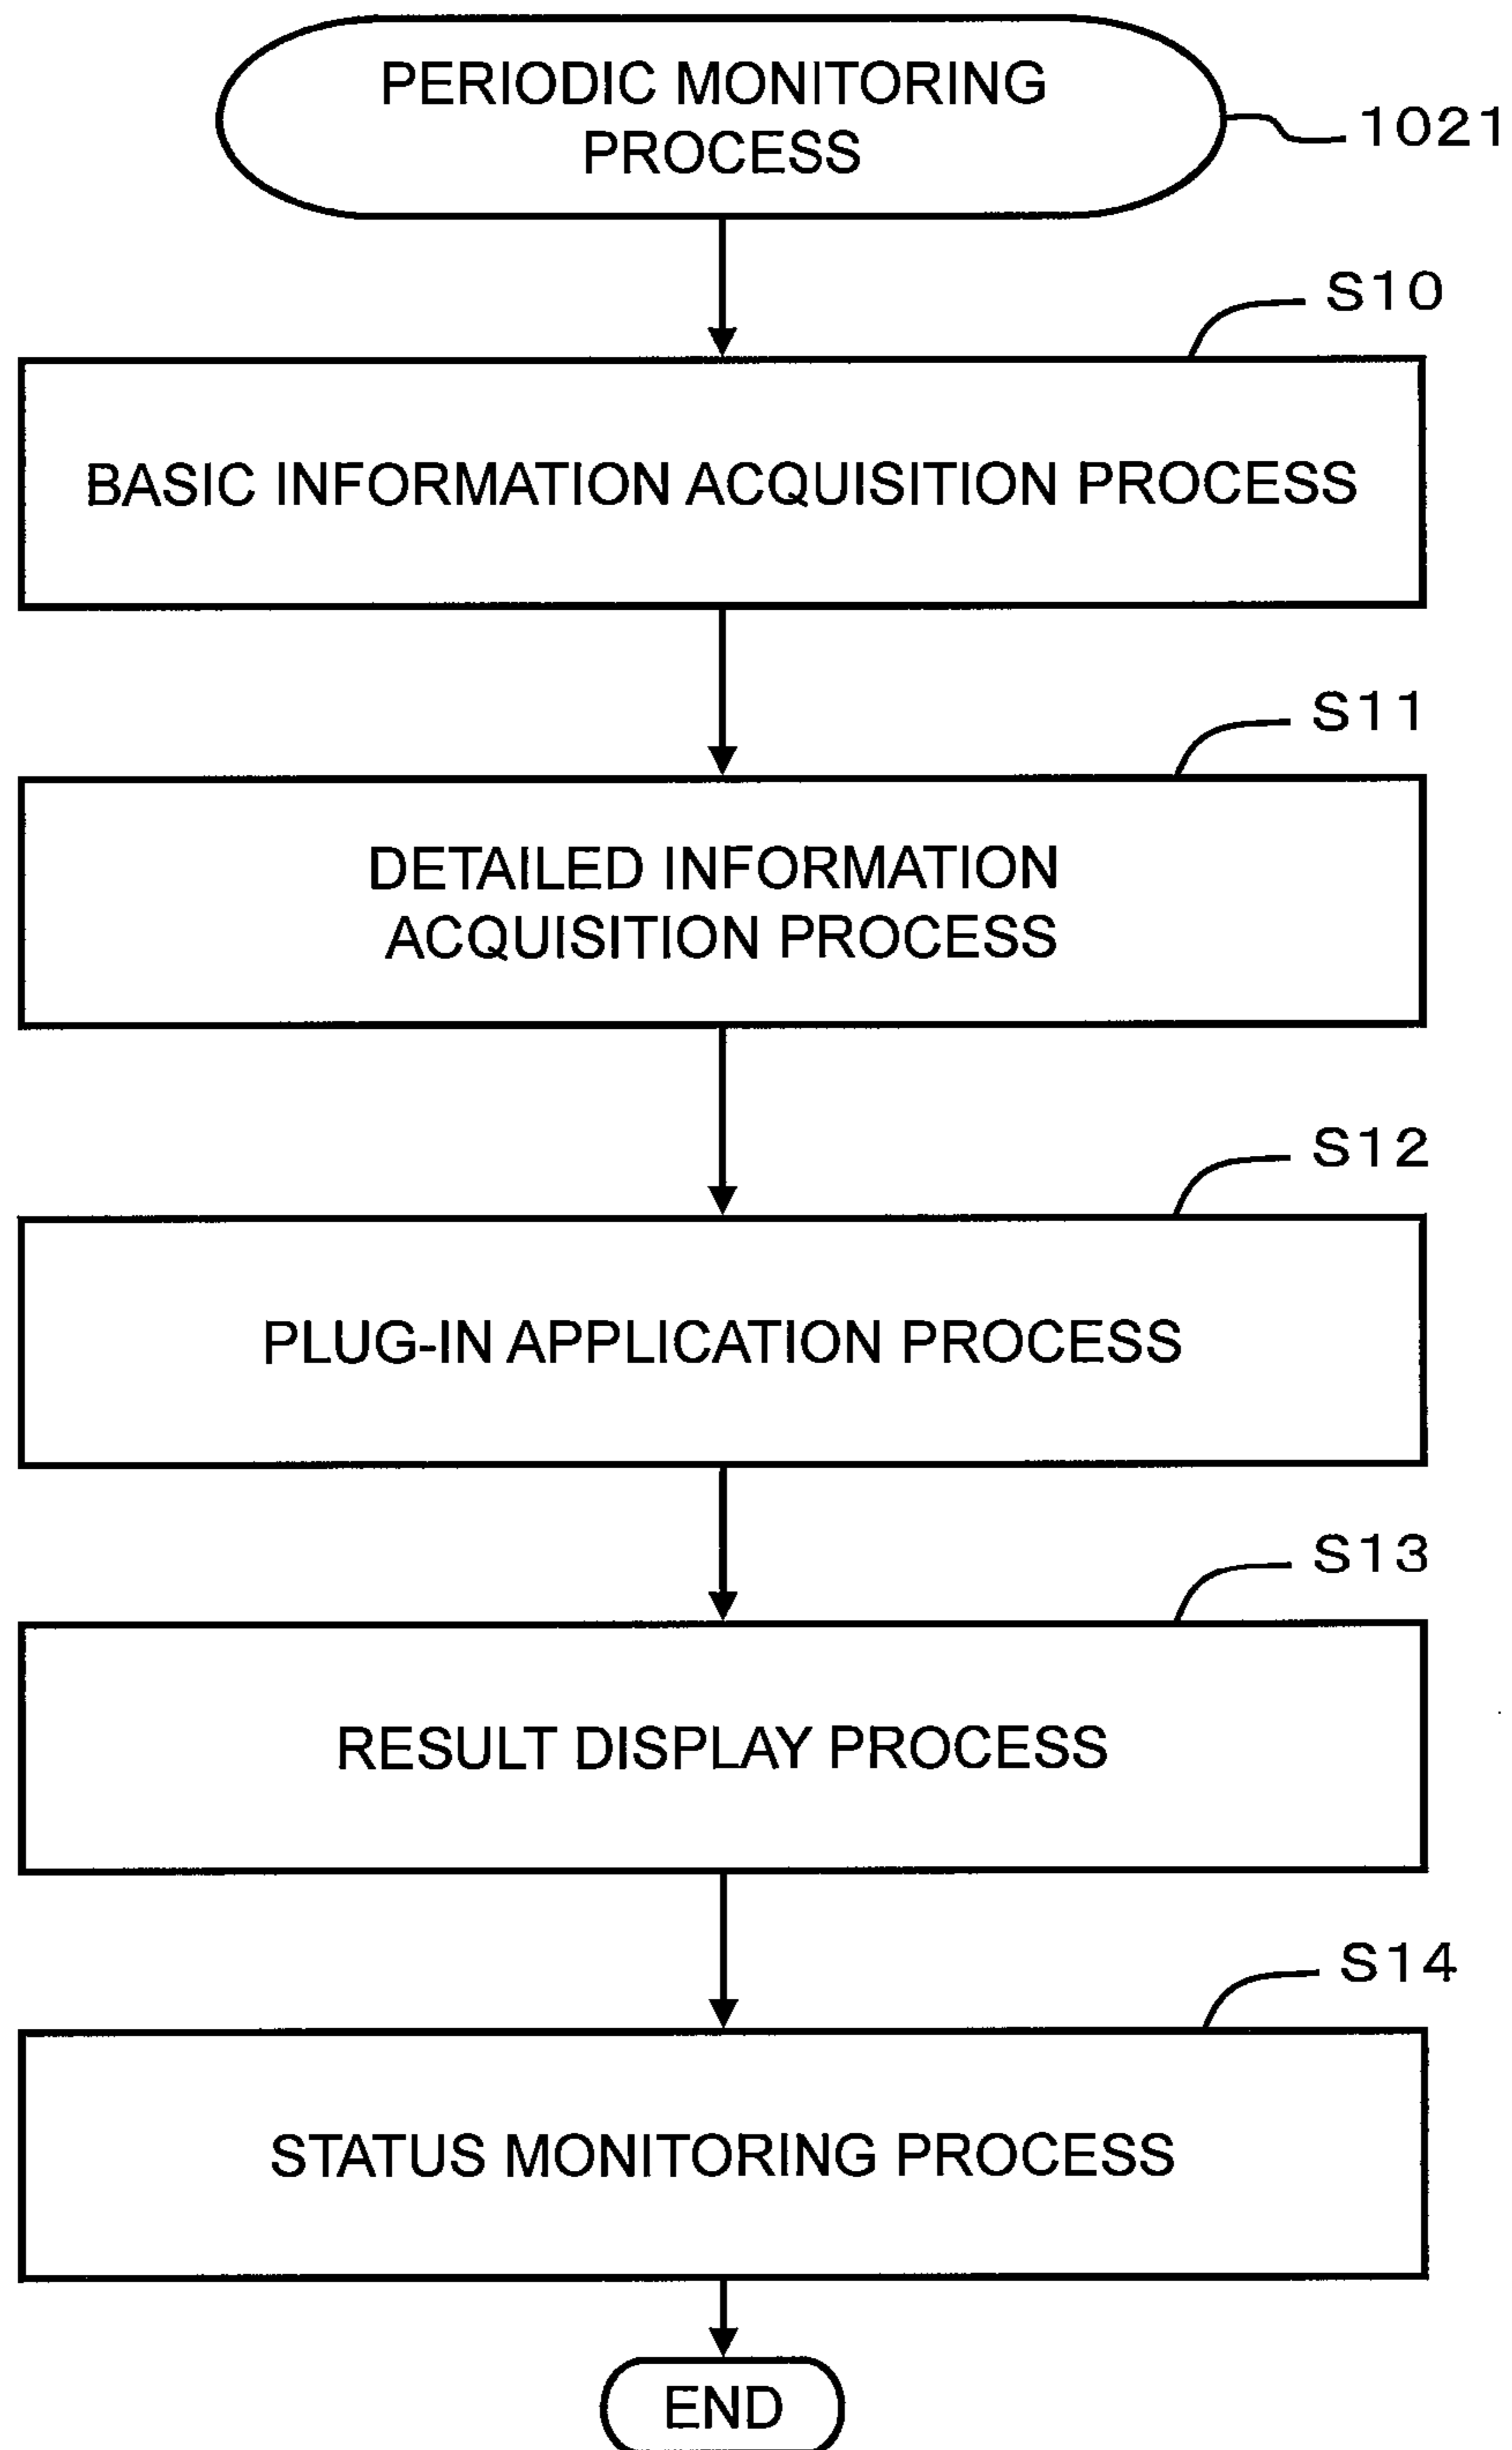 PERIODIC MONITORING
PROCESS
1021
S10
BASIC INFORMATION ACQUISITION PROCESS
S11
DETAILED INFORMATION
ACQUISITION PROCESS
S12
PLUG-IN APPLICATION PROCESS
S13
RESULT DISPLAY PROCESS
S14
STATUS MONITORING PROCESS
END